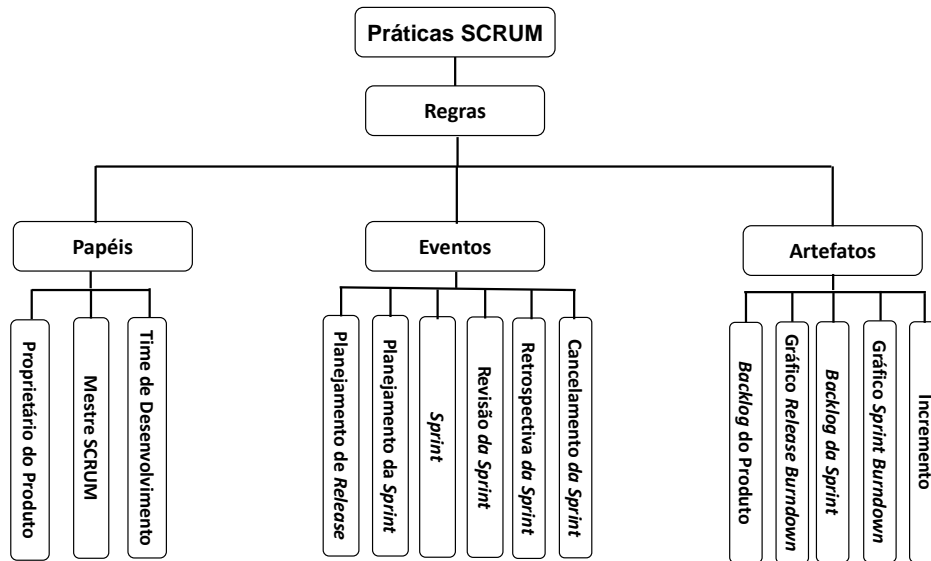 Práticas SCRUM
Regras
Papéis
Eventos
Artefatos
Proprietário do Produto
Mestre SCRUM
Time de Desenvolvimento
Planejamento de Release
Planejamento da Sprint
Sprint
Revisão da Sprint
Retrospectiva da Sprint
Cancelamento da Sprint
Backlog do Produto
Gráfico Release Burndown
Backlog da Sprint
Gráfico Sprint Burndown
Incremento